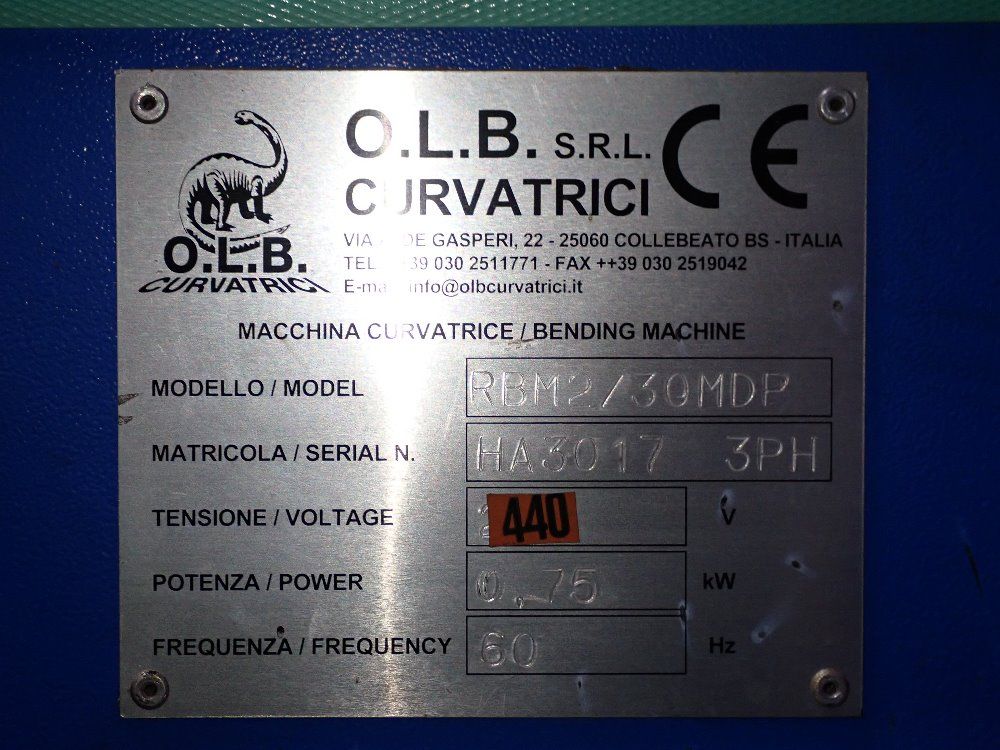 O.L.B. S.R.L. CE
CURVATRICI
O.L.B.
CURVATRICI
VIA DE GASPERI, 22 - 25060 COLLEBEATO BS - ITALIA
TEL. ++39 030 2511771 - FAX ++39 030 2519042
E-mail info@olbcurvatrici.it
MACCHINA CURVATRICE / BENDING MACHINE
MODELLO / MODEL RBM2/30MDP
MATRICOLA / SERIAL N. HA3017 3PH
TENSIONE / VOLTAGE 440 V
POTENZA / POWER 0,75 kW
FREQUENZA / FREQUENCY 60 Hz